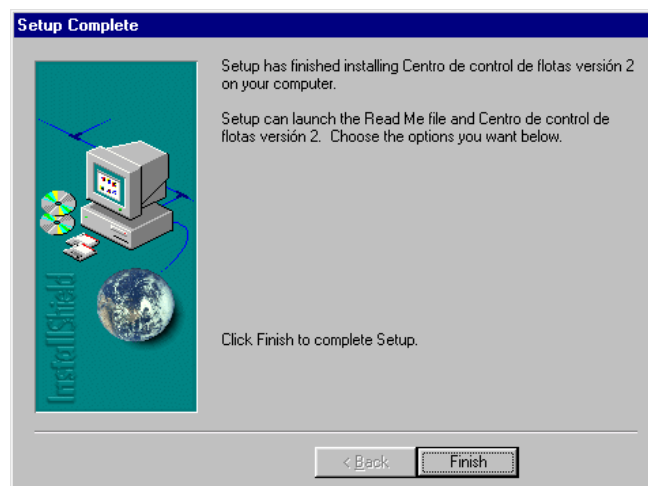 Setup Complete
Setup has finished installing Centro de control de flotas versión 2
on your computer.
Setup can launch the Read Me file and Centro de control de
flotas versión 2.  Choose the options you want below.
InstallShield
Click Finish to complete Setup.
< Back
Finish